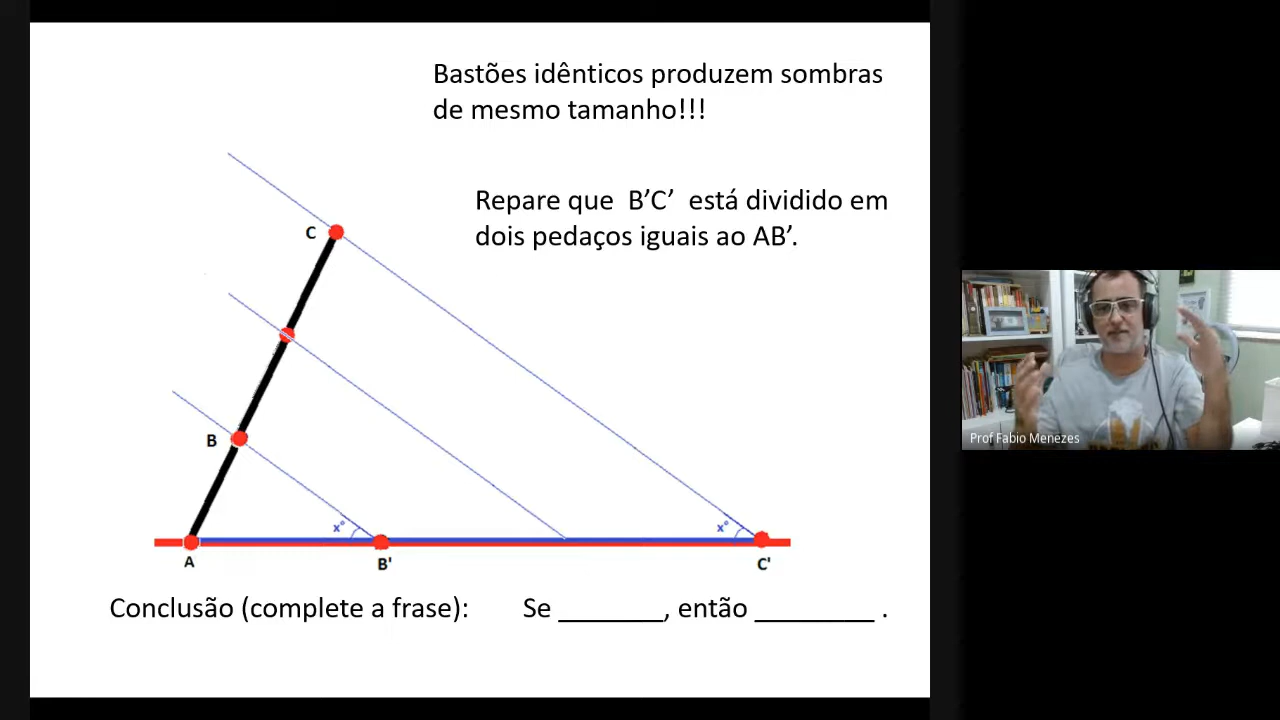 Bastões idênticos produzem sombras
de mesmo tamanho!!!
Repare que B’C’ está dividido em
dois pedaços iguais ao AB’.
C
B
x°
x°
A
B'
C'
Conclusão (complete a frase): Se _______, então ________ .
Prof Fabio Menezes